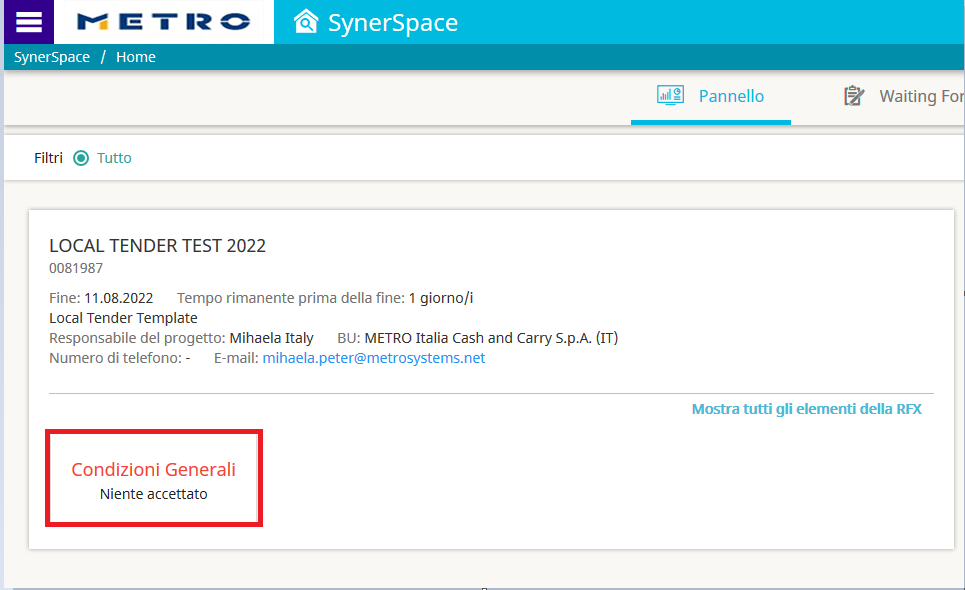 METRO
SynerSpace
SynerSpace / Home
Pannello
Waiting For
Filtri Tutto
LOCAL TENDER TEST 2022
0081987
Fine: 11.08.2022 Tempo rimanente prima della fine: 1 giorno/i
Local Tender Template
Responsabile del progetto: Mihaela Italy BU: METRO Italia Cash and Carry S.p.A. (IT)
Numero di telefono: - E-mail: mihaela.peter@metrosystems.net
Mostra tutti gli elementi della RFX
Condizioni Generali
Niente accettato